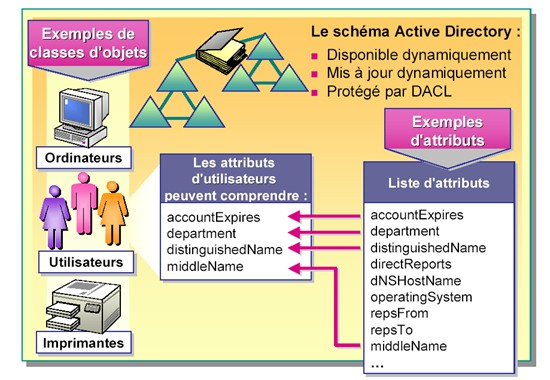 Exemples de
classes d'objets
Le schéma Active Directory :
Disponible dynamiquement
Mis à jour dynamiquement
Protégé par DACL
Exemples
d'attributs
Ordinateurs
Utilisateurs
Imprimantes
Les attributs
d'utilisateurs
peuvent comprendre :
accountExpires
department
distinguishedName
middleName
Liste d'attributs
accountExpires
department
distinguishedName
directReports
dNSHostName
operatingSystem
repsFrom
repsTo
middleName
...